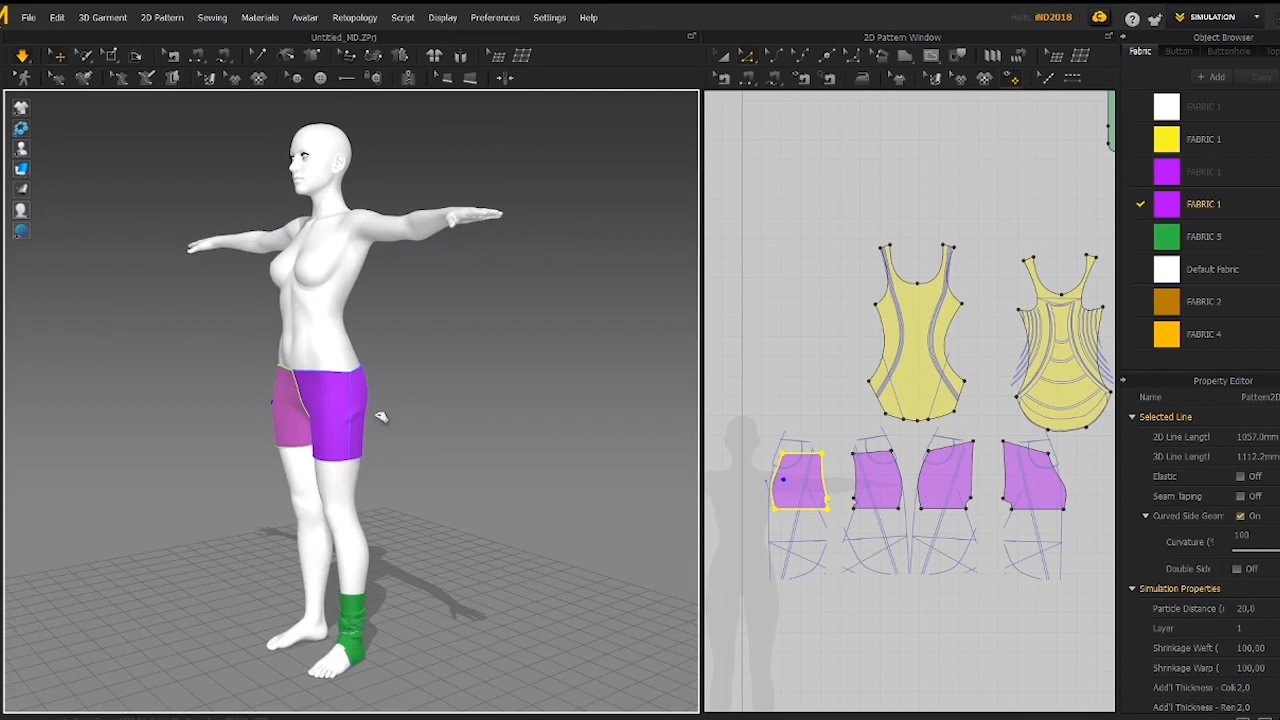 File Edit 3D Garment 2D Pattern Sewing Materials Avatar Retopology Script Display Preferences Settings Help
Hello, iND2018
SIMULATION
Untitled_MD.ZPrj
2D Pattern Window
Object Browser
Fabric Button Buttonhole Top
+ Add Copy
FABRIC 1
FABRIC 1
FABRIC 1
FABRIC 1
FABRIC 5
Default Fabric
FABRIC 2
FABRIC 4
Property Editor
Name Pattern2D
Selected Line
2D Line Lengtl 1057.0mm
3D Line Lengtl 1112.2mm
Elastic Off
Seam Taping Off
Curved Side Geom On
Curvature (% 100
Double Side Off
Simulation Properties
Particle Distance (r 20,0
Layer 1
Shrinkage Weft ( 100,00
Shrinkage Warp ( 100,00
Add'l Thickness - Colli 2,0
Add'l Thickness - Ren 2,0